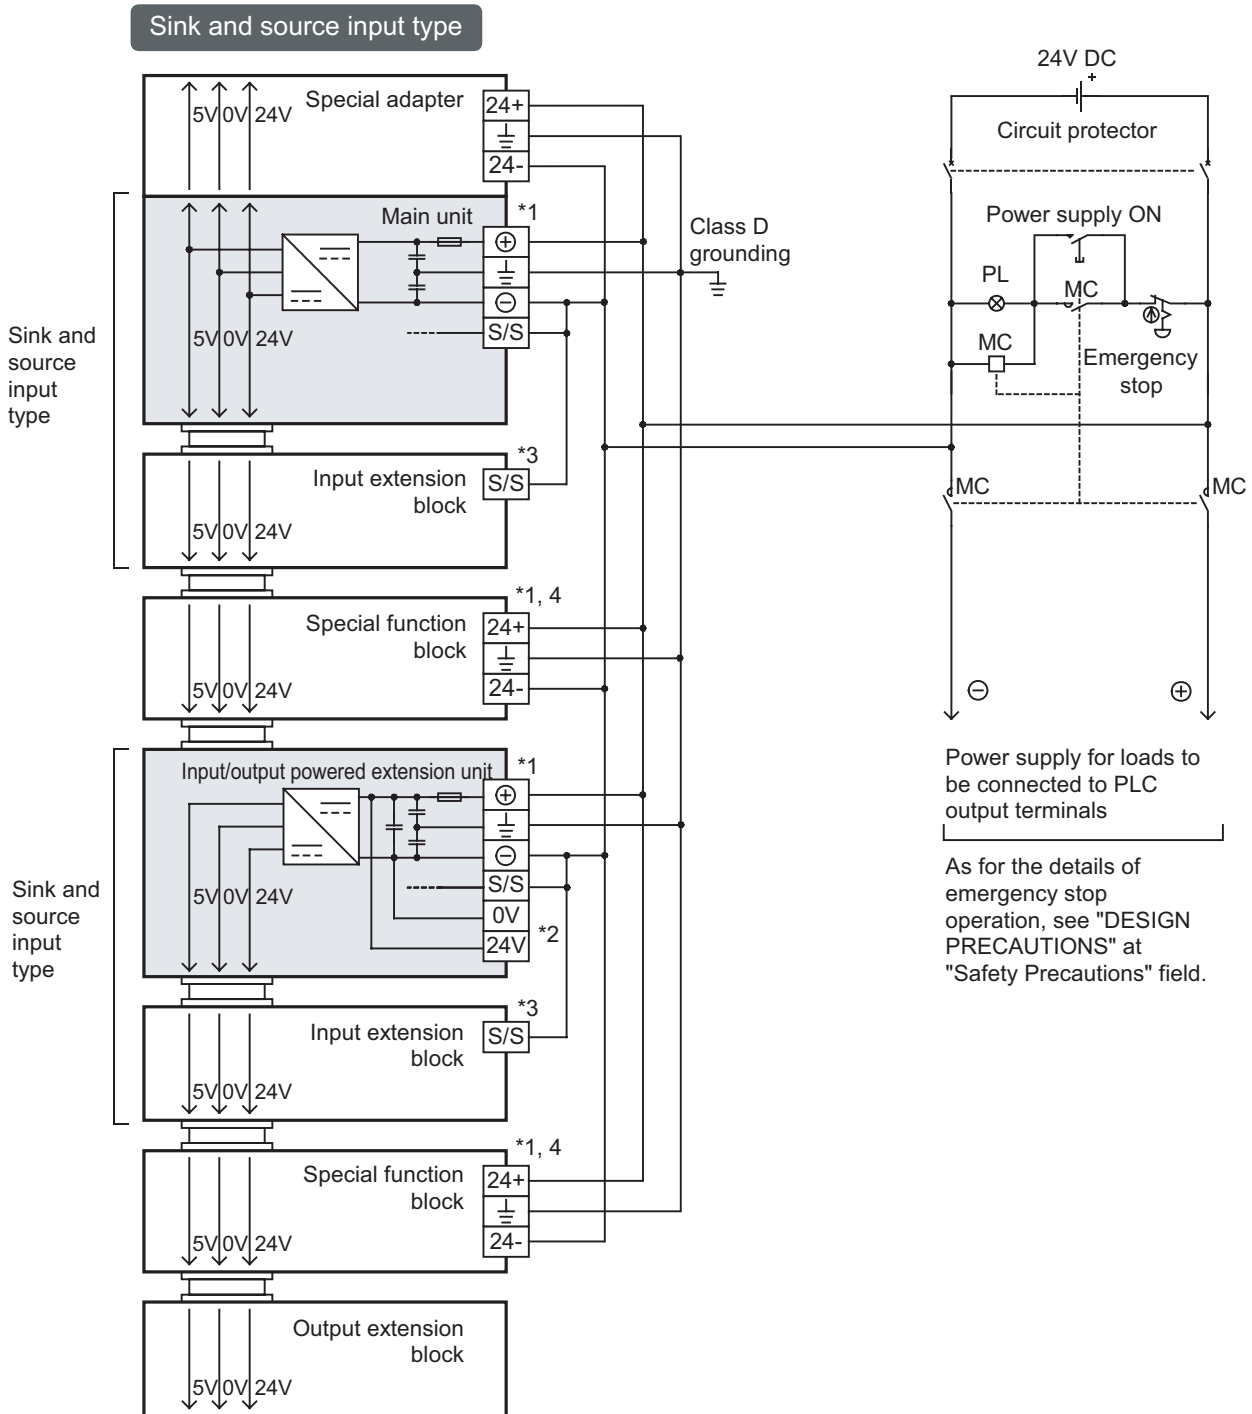 Sink and source input type
24V DC
+
Circuit protector
Power supply ON
PL
MC
MC
Emergency
stop
MC
MC
⊖
⊕
Power supply for loads to
be connected to PLC
output terminals
As for the details of
emergency stop
operation, see "DESIGN
PRECAUTIONS" at
"Safety Precautions" field.
5V 0V 24V
Special adapter
24+
24-
Class D
grounding
Sink and
source
input
type
Main unit
*1
⊕
⊖
S/S
5V 0V 24V
Input extension
block
*3
S/S
5V 0V 24V
Special function
block
*1, 4
24+
24-
5V 0V 24V
Sink and
source
input
type
Input/output powered extension unit
*1
⊕
⊖
S/S
0V
24V
*2
5V 0V 24V
Input extension
block
*3
S/S
5V 0V 24V
Special function
block
*1, 4
24+
24-
5V 0V 24V
Output extension
block
5V 0V 24V